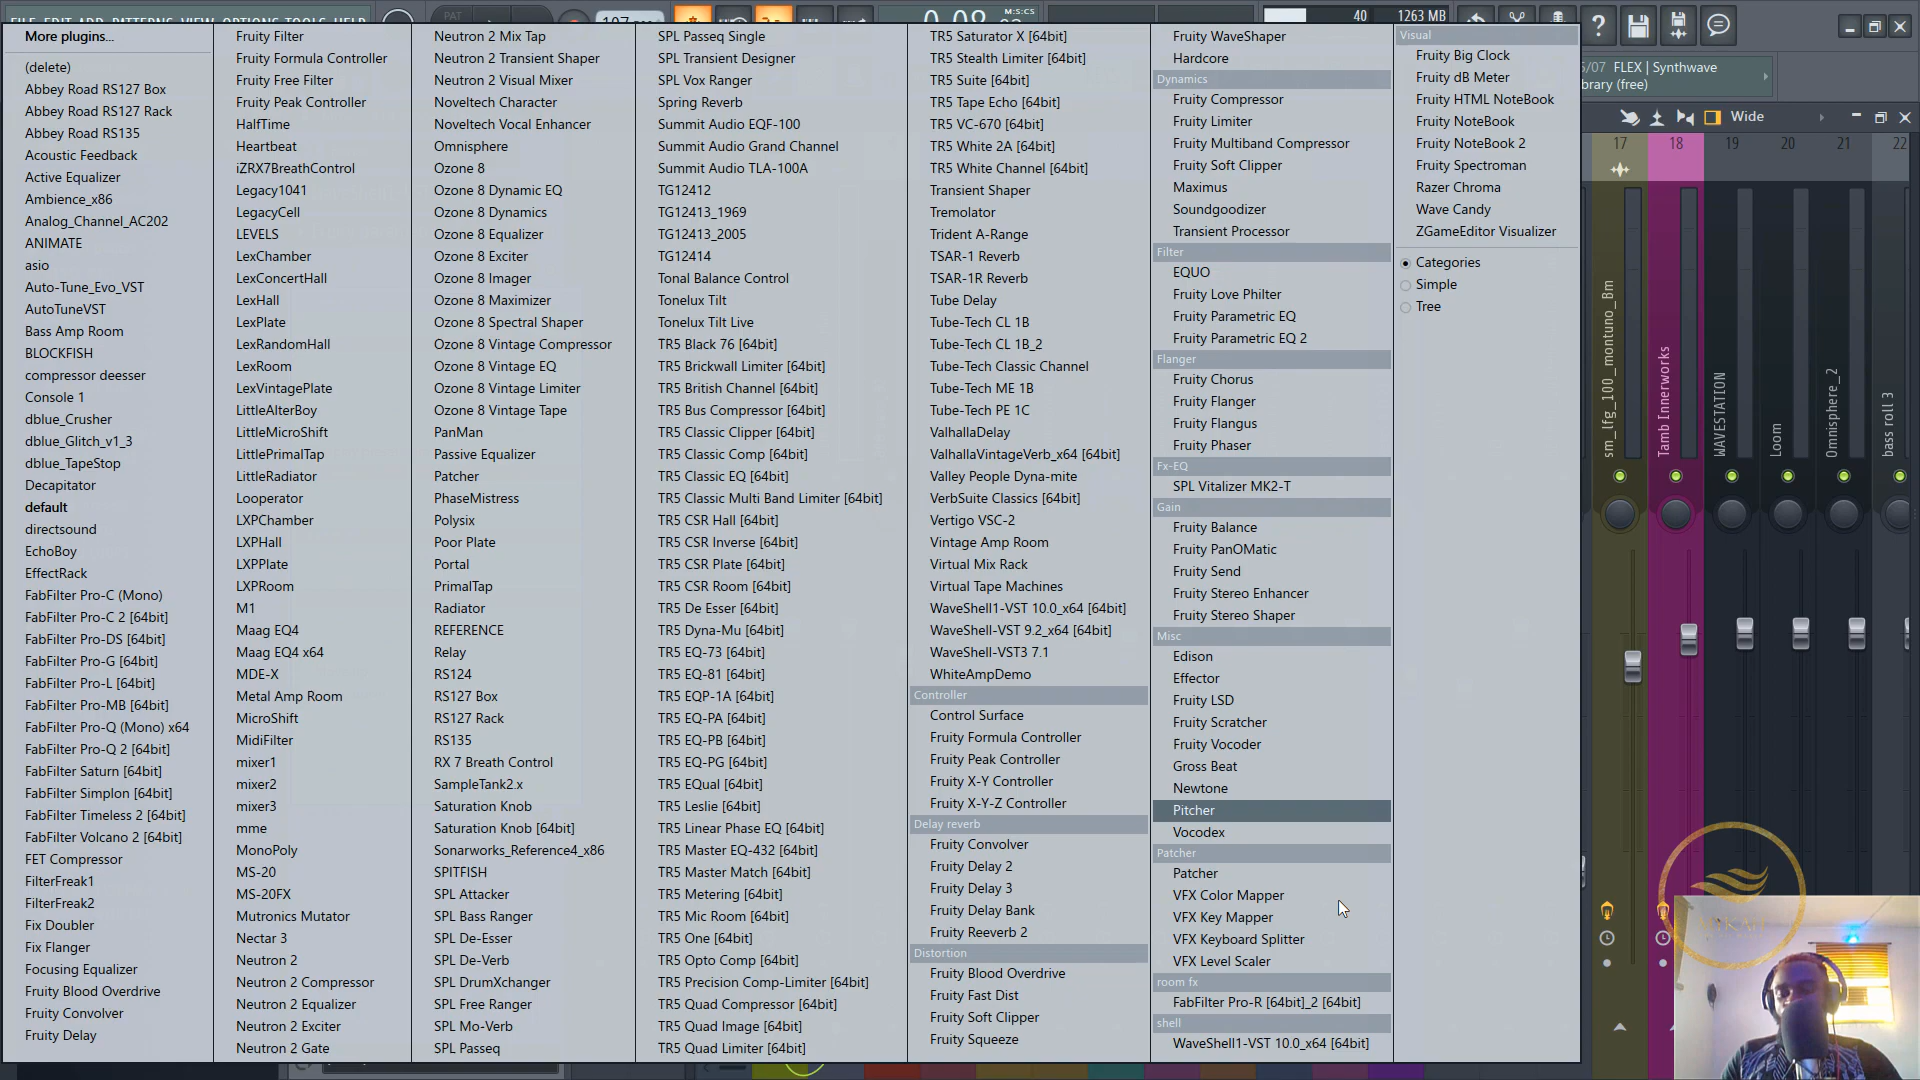 PAT
107
0:08
M:S:CS
40
1263 MB
More plugins...
(delete)
Abbey Road RS127 Box
Abbey Road RS127 Rack
Abbey Road RS135
Acoustic Feedback
Active Equalizer
Ambience_x86
Analog_Channel_AC202
ANIMATE
asio
Auto-Tune_Evo_VST
AutoTuneVST
Bass Amp Room
BLOCKFISH
compressor deesser
Console 1
dblue_Crusher
dblue_Glitch_v1_3
dblue_TapeStop
Decapitator
default
directsound
EchoBoy
EffectRack
FabFilter Pro-C (Mono)
FabFilter Pro-C 2 [64bit]
FabFilter Pro-DS [64bit]
FabFilter Pro-G [64bit]
FabFilter Pro-L [64bit]
FabFilter Pro-MB [64bit]
FabFilter Pro-Q (Mono) x64
FabFilter Pro-Q 2 [64bit]
FabFilter Saturn [64bit]
FabFilter Simplon [64bit]
FabFilter Timeless 2 [64bit]
FabFilter Volcano 2 [64bit]
FET Compressor
FilterFreak1
FilterFreak2
Fix Doubler
Fix Flanger
Focusing Equalizer
Fruity Blood Overdrive
Fruity Convolver
Fruity Delay
Fruity Filter
Fruity Formula Controller
Fruity Free Filter
Fruity Peak Controller
HalfTime
Heartbeat
iZRX7BreathControl
Legacy1041
LegacyCell
LEVELS
LexChamber
LexConcertHall
LexHall
LexPlate
LexRandomHall
LexRoom
LexVintagePlate
LittleAlterBoy
LittleMicroShift
LittlePrimalTap
LittleRadiator
Looperator
LXPChamber
LXPHall
LXPPlate
LXPRoom
M1
Maag EQ4
Maag EQ4 x64
MDE-X
Metal Amp Room
MicroShift
MidiFilter
mixer1
mixer2
mixer3
mme
MonoPoly
MS-20
MS-20FX
Mutronics Mutator
Nectar 3
Neutron 2
Neutron 2 Compressor
Neutron 2 Equalizer
Neutron 2 Exciter
Neutron 2 Gate
Neutron 2 Mix Tap
Neutron 2 Transient Shaper
Neutron 2 Visual Mixer
Noveltech Character
Noveltech Vocal Enhancer
Omnisphere
Ozone 8
Ozone 8 Dynamic EQ
Ozone 8 Dynamics
Ozone 8 Equalizer
Ozone 8 Exciter
Ozone 8 Imager
Ozone 8 Maximizer
Ozone 8 Spectral Shaper
Ozone 8 Vintage Compressor
Ozone 8 Vintage EQ
Ozone 8 Vintage Limiter
Ozone 8 Vintage Tape
PanMan
Passive Equalizer
Patcher
PhaseMistress
Polysix
Poor Plate
Portal
PrimalTap
Radiator
REFERENCE
Relay
RS124
RS127 Box
RS127 Rack
RS135
RX 7 Breath Control
SampleTank2.x
Saturation Knob
Saturation Knob [64bit]
Sonarworks_Reference4_x86
SPITFISH
SPL Attacker
SPL Bass Ranger
SPL De-Esser
SPL De-Verb
SPL DrumXchanger
SPL Free Ranger
SPL Mo-Verb
SPL Passeq
SPL Passeq Single
SPL Transient Designer
SPL Vox Ranger
Spring Reverb
Summit Audio EQF-100
Summit Audio Grand Channel
Summit Audio TLA-100A
TG12412
TG12413_1969
TG12413_2005
TG12414
Tonal Balance Control
Tonelux Tilt
Tonelux Tilt Live
TR5 Black 76 [64bit]
TR5 Brickwall Limiter [64bit]
TR5 British Channel [64bit]
TR5 Bus Compressor [64bit]
TR5 Classic Clipper [64bit]
TR5 Classic Comp [64bit]
TR5 Classic EQ [64bit]
TR5 Classic Multi Band Limiter [64bit]
TR5 CSR Hall [64bit]
TR5 CSR Inverse [64bit]
TR5 CSR Plate [64bit]
TR5 CSR Room [64bit]
TR5 De Esser [64bit]
TR5 Dyna-Mu [64bit]
TR5 EQ-73 [64bit]
TR5 EQ-81 [64bit]
TR5 EQP-1A [64bit]
TR5 EQ-PA [64bit]
TR5 EQ-PB [64bit]
TR5 EQ-PG [64bit]
TR5 EQual [64bit]
TR5 Leslie [64bit]
TR5 Linear Phase EQ [64bit]
TR5 Master EQ-432 [64bit]
TR5 Master Match [64bit]
TR5 Metering [64bit]
TR5 Mic Room [64bit]
TR5 One [64bit]
TR5 Opto Comp [64bit]
TR5 Precision Comp-Limiter [64bit]
TR5 Quad Compressor [64bit]
TR5 Quad Image [64bit]
TR5 Quad Limiter [64bit]
TR5 Saturator X [64bit]
TR5 Stealth Limiter [64bit]
TR5 Suite [64bit]
TR5 Tape Echo [64bit]
TR5 VC-670 [64bit]
TR5 White 2A [64bit]
TR5 White Channel [64bit]
Transient Shaper
Tremolator
Trident A-Range
TSAR-1 Reverb
TSAR-1R Reverb
Tube Delay
Tube-Tech CL 1B
Tube-Tech CL 1B_2
Tube-Tech Classic Channel
Tube-Tech ME 1B
Tube-Tech PE 1C
ValhallaDelay
ValhallaVintageVerb_x64 [64bit]
Valley People Dyna-mite
VerbSuite Classics [64bit]
Vertigo VSC-2
Vintage Amp Room
Virtual Mix Rack
Virtual Tape Machines
WaveShell1-VST 10.0_x64 [64bit]
WaveShell-VST 9.2_x64 [64bit]
WaveShell-VST3 7.1
WhiteAmpDemo
Controller
Control Surface
Fruity Formula Controller
Fruity Peak Controller
Fruity X-Y Controller
Fruity X-Y-Z Controller
Delay reverb
Fruity Convolver
Fruity Delay 2
Fruity Delay 3
Fruity Delay Bank
Fruity Reeverb 2
Distortion
Fruity Blood Overdrive
Fruity Fast Dist
Fruity Soft Clipper
Fruity Squeeze
Fruity WaveShaper
Hardcore
Dynamics
Fruity Compressor
Fruity Limiter
Fruity Multiband Compressor
Fruity Soft Clipper
Maximus
Soundgoodizer
Transient Processor
Filter
EQUO
Fruity Love Philter
Fruity Parametric EQ
Fruity Parametric EQ 2
Flanger
Fruity Chorus
Fruity Flanger
Fruity Flangus
Fruity Phaser
Fx-EQ
SPL Vitalizer MK2-T
Gain
Fruity Balance
Fruity PanOMatic
Fruity Send
Fruity Stereo Enhancer
Fruity Stereo Shaper
Misc
Edison
Effector
Fruity LSD
Fruity Scratcher
Fruity Vocoder
Gross Beat
Newtone
Pitcher
Vocodex
Patcher
Patcher
VFX Color Mapper
VFX Key Mapper
VFX Keyboard Splitter
VFX Level Scaler
room fx
FabFilter Pro-R [64bit]_2 [64bit]
shell
WaveShell1-VST 10.0_x64 [64bit]
Visual
Fruity Big Clock
Fruity dB Meter
Fruity HTML NoteBook
Fruity NoteBook
Fruity NoteBook 2
Fruity Spectroman
Razer Chroma
Wave Candy
ZGameEditor Visualizer
Categories
Simple
Tree
5/07 FLEX | Synthwave
brary (free)
Wide
17
18
19
20
21
22
sm_lfg_100_montuno_Bm
Tamb Innerworks
WAVESTATION
Loom
Omnisphere_2
bass roll 3